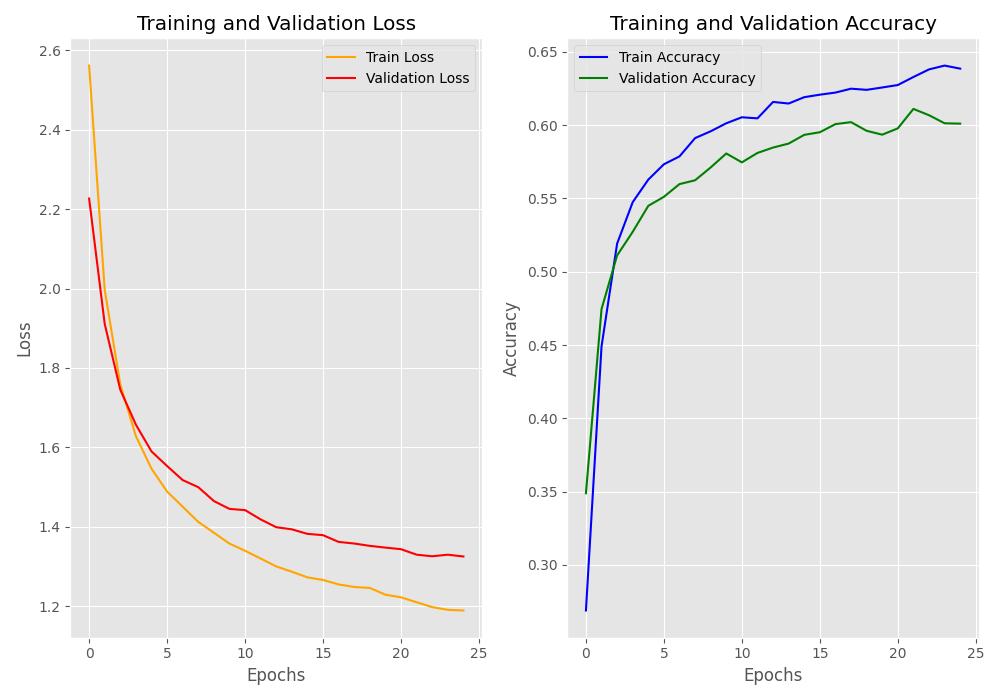 Training and Validation Loss
Train Loss
Validation Loss
2.6
2.4
2.2
2.0
1.8
1.6
1.4
1.2
Loss
0 5 10 15 20 25
Epochs
Training and Validation Accuracy
Train Accuracy
Validation Accuracy
0.65
0.60
0.55
0.50
0.45
0.40
0.35
0.30
Accuracy
0 5 10 15 20 25
Epochs